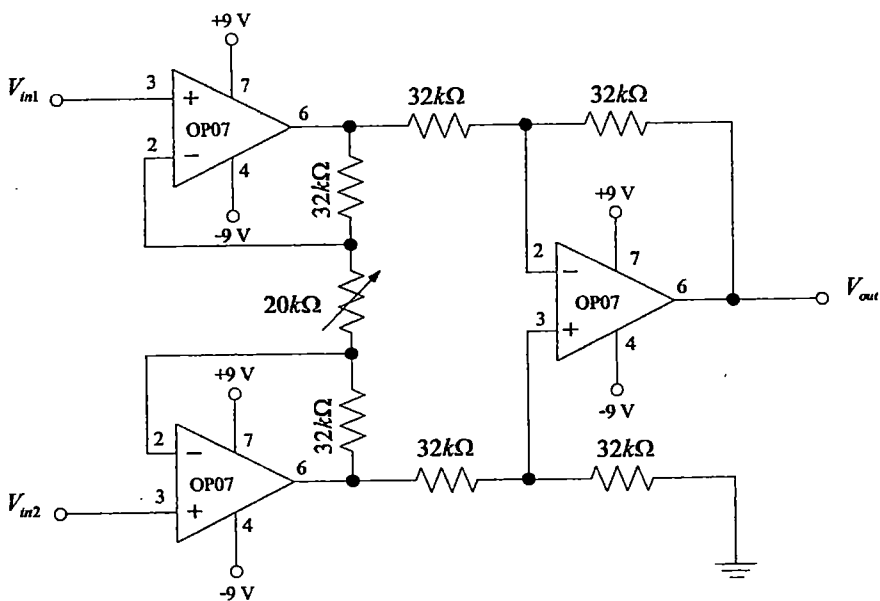 +9 V
7
V_in1
3
+
6
32kΩ
32kΩ
OP07
2
−
4
32kΩ
-9 V
+9 V
2
−
7
6
20kΩ
OP07
V_out
3
+
4
+9 V
-9 V
2
−
7
32kΩ
6
32kΩ
32kΩ
OP07
V_in2
3
+
4
-9 V